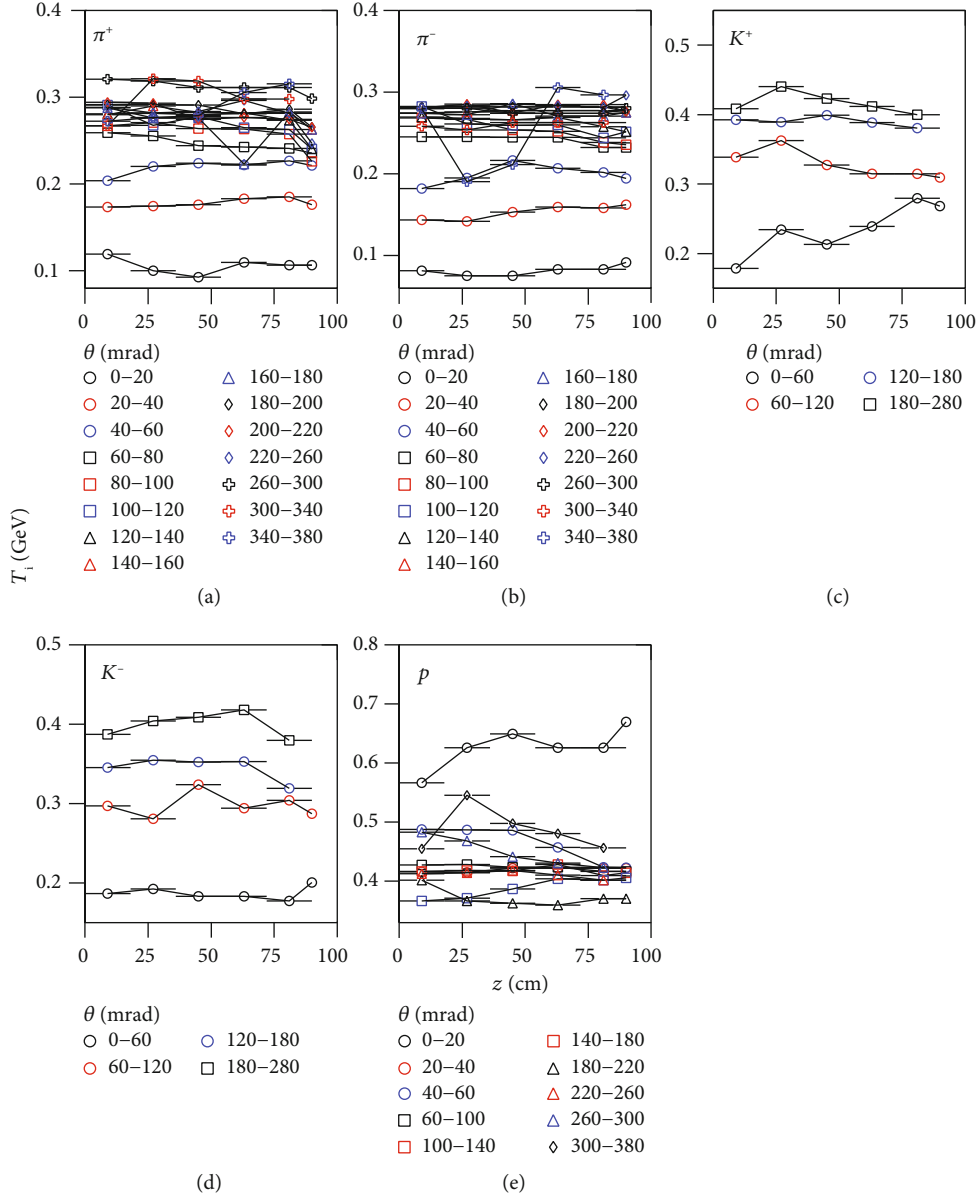 0.4
π⁺
0.3
0.2
0.1
0 25 50 75 100
θ (mrad)
0–20 160–180
20–40 180–200
40–60 200–220
60–80 220–260
80–100 260–300
100–120 300–340
120–140 340–380
140–160
(a)
0.4
π⁻
0.3
0.2
0.1
0 25 50 75 100
θ (mrad)
0–20 160–180
20–40 180–200
40–60 200–220
60–80 220–260
80–100 260–300
100–120 300–340
120–140 340–380
140–160
(b)
K⁺
0.5
0.4
0.3
0.2
0 25 50 75 100
θ (mrad)
0–60 120–180
60–120 180–280
(c)
Tᵢ (GeV)
0.5
K⁻
0.4
0.3
0.2
0 25 50 75 100
θ (mrad)
0–60 120–180
60–120 180–280
(d)
0.8
p
0.7
0.6
0.5
0.4
0 25 50 75 100
z (cm)
θ (mrad)
0–20 140–180
20–40 180–220
40–60 220–260
60–100 260–300
100–140 300–380
(e)